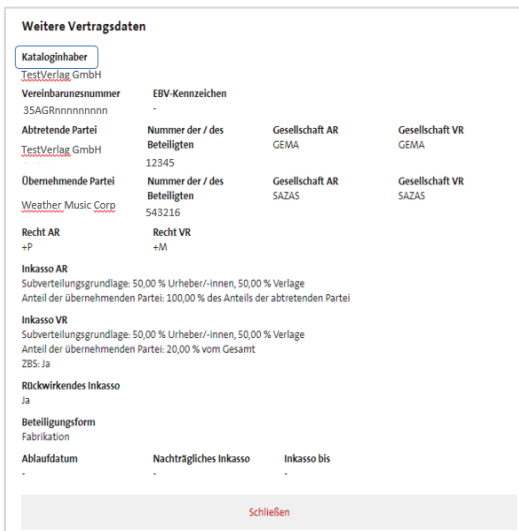 Weitere Vertragsdaten
Kataloginhaber
TestVerlag GmbH
Vereinbarungsnummer EBV-Kennzeichen
35AGRnnnnnnnnn -
Abtretende Partei Nummer der / des Beteiligten Gesellschaft AR Gesellschaft VR
TestVerlag GmbH 12345 GEMA GEMA
Übernehmende Partei Nummer der / des Beteiligten Gesellschaft AR Gesellschaft VR
Weather Music Corp 543216 SAZAS SAZAS
Recht AR Recht VR
+P +M
Inkasso AR
Subverteilungsgrundlage: 50,00 % Urheber/-innen, 50,00 % Verlage
Anteil der übernehmenden Partei: 100,00 % des Anteils der abtretenden Partei
Inkasso VR
Subverteilungsgrundlage: 50,00 % Urheber/-innen, 50,00 % Verlage
Anteil der übernehmenden Partei: 20,00 % vom Gesamt
ZBS: Ja
Rückwirkendes Inkasso
Ja
Beteiligungsform
Fabrikation
Ablaufdatum Nachträgliches Inkasso Inkasso bis
- - -
Schließen